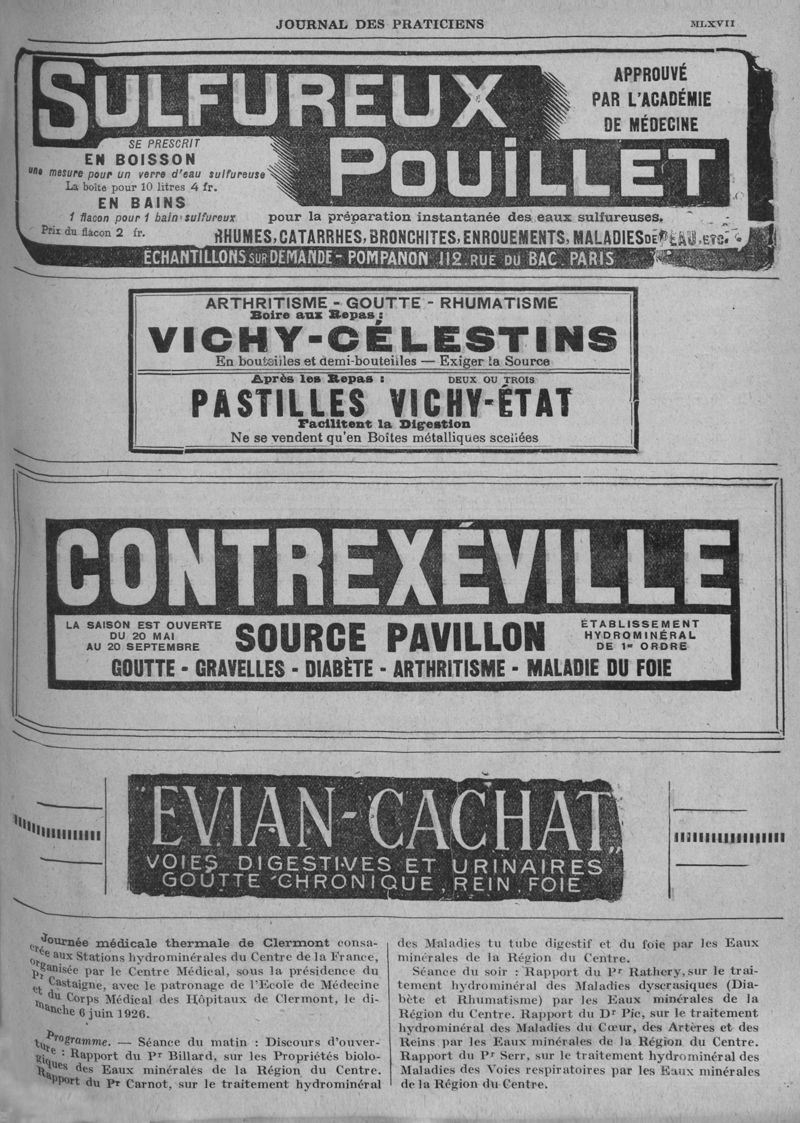 JOURNAL DES PRATICIENS
MLXVII
SULFUREUX
POUILLET
APPROUVÉ
PAR L'ACADÉMIE
DE MÉDECINE
SE PRESCRIT
EN BOISSON
une mesure pour un verre d'eau sulfureuse
La boîte pour 10 litres 4 fr.
EN BAINS
1 flacon pour 1 bain sulfureux
Prix du flacon 2 fr.
pour la préparation instantanée des eaux sulfureuses.
RHUMES, CATARRHES, BRONCHITES, ENROUEMENTS, MALADIES DE PEAU, ETC.
ÉCHANTILLONS SUR DEMANDE - POMPANON 112 RUE DU BAC. PARIS
ARTHRITISME - GOUTTE - RHUMATISME
Boire aux Repas :
VICHY-CÉLESTINS
En bouteilles et demi-bouteilles — Exiger la Source
Après les Repas : DEUX OU TROIS
PASTILLES VICHY-ÉTAT
Facilitent la Digestion
Ne se vendent qu'en Boîtes métalliques scellées
CONTREXÉVILLE
LA SAISON EST OUVERTE
DU 20 MAI
AU 20 SEPTEMBRE
SOURCE PAVILLON
ÉTABLISSEMENT
HYDROMINÉRAL
DE 1er ORDRE
GOUTTE - GRAVELLES - DIABÈTE - ARTHRITISME - MALADIE DU FOIE
"EVIAN-CACHAT"
VOIES DIGESTIVES ET URINAIRES
GOUTTE CHRONIQUE, REIN, FOIE
Journée médicale thermale de Clermont consa-
crée aux Stations hydrominérales du Centre de la France,
organisée par le Centre Médical, sous la présidence du
Pr Castaigne, avec le patronage de l'Ecole de Médecine
et du Corps Médical des Hôpitaux de Clermont, le di-
manche 6 juin 1926.
Programme. — Séance du matin : Discours d'ouver-
ture : Rapport du Pr Billard, sur les Propriétés biolo-
giques des Eaux minérales de la Région du Centre.
Rapport du Pr Carnot, sur le traitement hydrominéral
des Maladies tu tube digestif et du foie par les Eaux
minérales de la Région du Centre.
Séance du soir : Rapport du Pr Rathery, sur le trai-
tement hydrominéral des Maladies dyscrasiques (Dia-
bète et Rhumatisme) par les Eaux minérales de la
Région du Centre. Rapport du Dr Pic, sur le traitement
hydrominéral des Maladies du Cœur, des Artères et des
Reins par les Eaux minérales de la Région du Centre.
Rapport du Pr Serr, sur le traitement hydrominéral des
Maladies des Voies respiratoires par les Eaux minérales
de la Région du Centre.